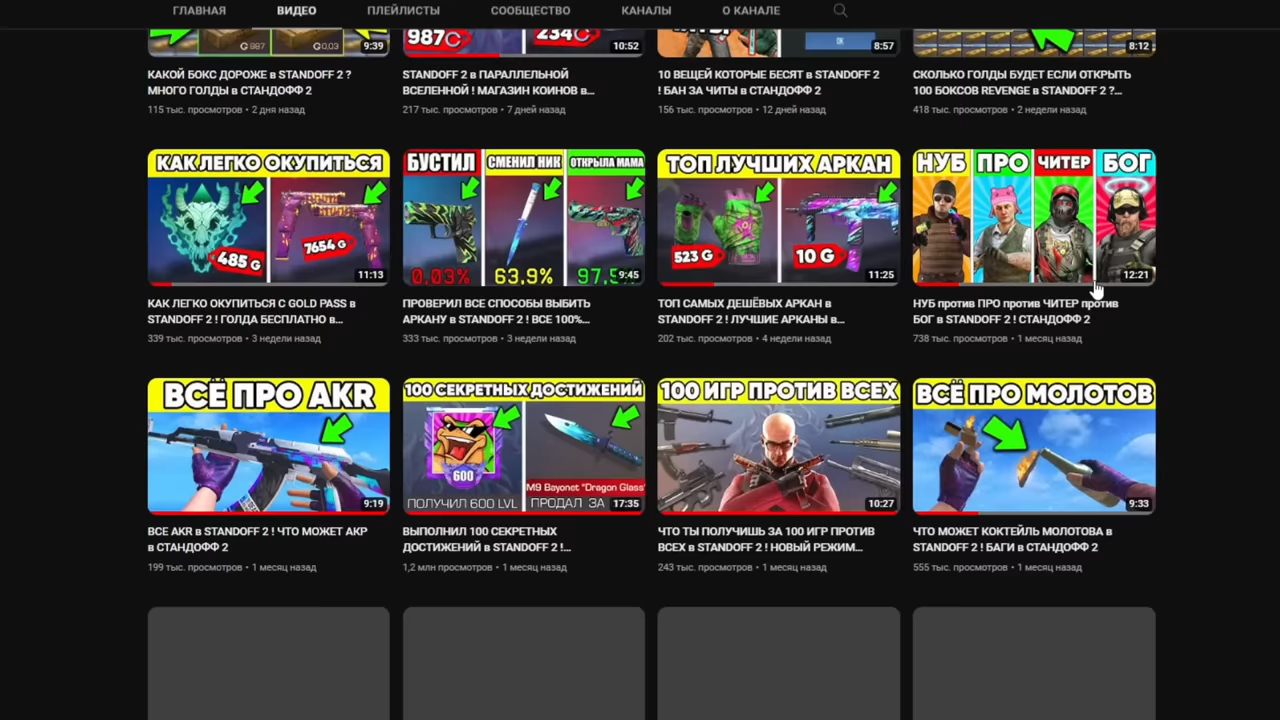 ГЛАВНАЯ ВИДЕО ПЛЕЙЛИСТЫ СООБЩЕСТВО КАНАЛЫ О КАНАЛЕ
987 0,03 9:39
987 234 10:52
ПК 8:57
8:12
КАКОЙ БОКС ДОРОЖЕ в STANDOFF 2 ?
МНОГО ГОЛДЫ в СТАНДОФФ 2
115 тыс. просмотров • 2 дня назад
STANDOFF 2 в ПАРАЛЛЕЛЬНОЙ
ВСЕЛЕННОЙ ! МАГАЗИН КОИНОВ в...
217 тыс. просмотров • 7 дней назад
10 ВЕЩЕЙ КОТОРЫЕ БЕСЯТ в STANDOFF 2
! БАН ЗА ЧИТЫ в СТАНДОФФ 2
156 тыс. просмотров • 12 дней назад
СКОЛЬКО ГОЛДЫ БУДЕТ ЕСЛИ ОТКРЫТЬ
100 БОКСОВ REVENGE в STANDOFF 2 ?...
418 тыс. просмотров • 2 недели назад
КАК ЛЕГКО ОКУПИТЬСЯ
485 G 7654 G
11:13
БУСТИЛ СМЕНИЛ НИК ОТКРЫЛА МАМА
0,03% 63,9% 97,5
9:45
ТОП ЛУЧШИХ АРКАН
523 G 10 G
11:25
НУБ ПРО ЧИТЕР БОГ
12:21
КАК ЛЕГКО ОКУПИТЬСЯ С GOLD PASS в
STANDOFF 2 ! ГОЛДА БЕСПЛАТНО в...
339 тыс. просмотров • 3 недели назад
ПРОВЕРИЛ ВСЕ СПОСОБЫ ВЫБИТЬ
АРКАНУ в STANDOFF 2 ! ВСЕ 100%...
333 тыс. просмотров • 3 недели назад
ТОП САМЫХ ДЕШЁВЫХ АРКАН в
STANDOFF 2 ! ЛУЧШИЕ АРКАНЫ в...
202 тыс. просмотров • 4 недели назад
НУБ против ПРО против ЧИТЕР против
БОГ в STANDOFF 2 ! СТАНДОФФ 2
738 тыс. просмотров • 1 месяц назад
ВСЁ ПРО AKR
9:19
100 СЕКРЕТНЫХ ДОСТИЖЕНИЙ
600
M9 Bayonet "Dragon Glass"
ПОЛУЧИЛ 600 LVL ПРОДАЛ ЗА 17:35
100 ИГР ПРОТИВ ВСЕХ
10:27
ВСЁ ПРО МОЛОТОВ
9:33
ВСЕ AKR в STANDOFF 2 ! ЧТО МОЖЕТ АКР
в СТАНДОФФ 2
199 тыс. просмотров • 1 месяц назад
ВЫПОЛНИЛ 100 СЕКРЕТНЫХ
ДОСТИЖЕНИЙ в STANDOFF 2 !...
1,2 млн просмотров • 1 месяц назад
ЧТО ТЫ ПОЛУЧИШЬ ЗА 100 ИГР ПРОТИВ
ВСЕХ в STANDOFF 2 ! НОВЫЙ РЕЖИМ...
243 тыс. просмотров • 1 месяц назад
ЧТО МОЖЕТ КОКТЕЙЛЬ МОЛОТОВА в
STANDOFF 2 ! БАГИ в СТАНДОФФ 2
555 тыс. просмотров • 1 месяц назад